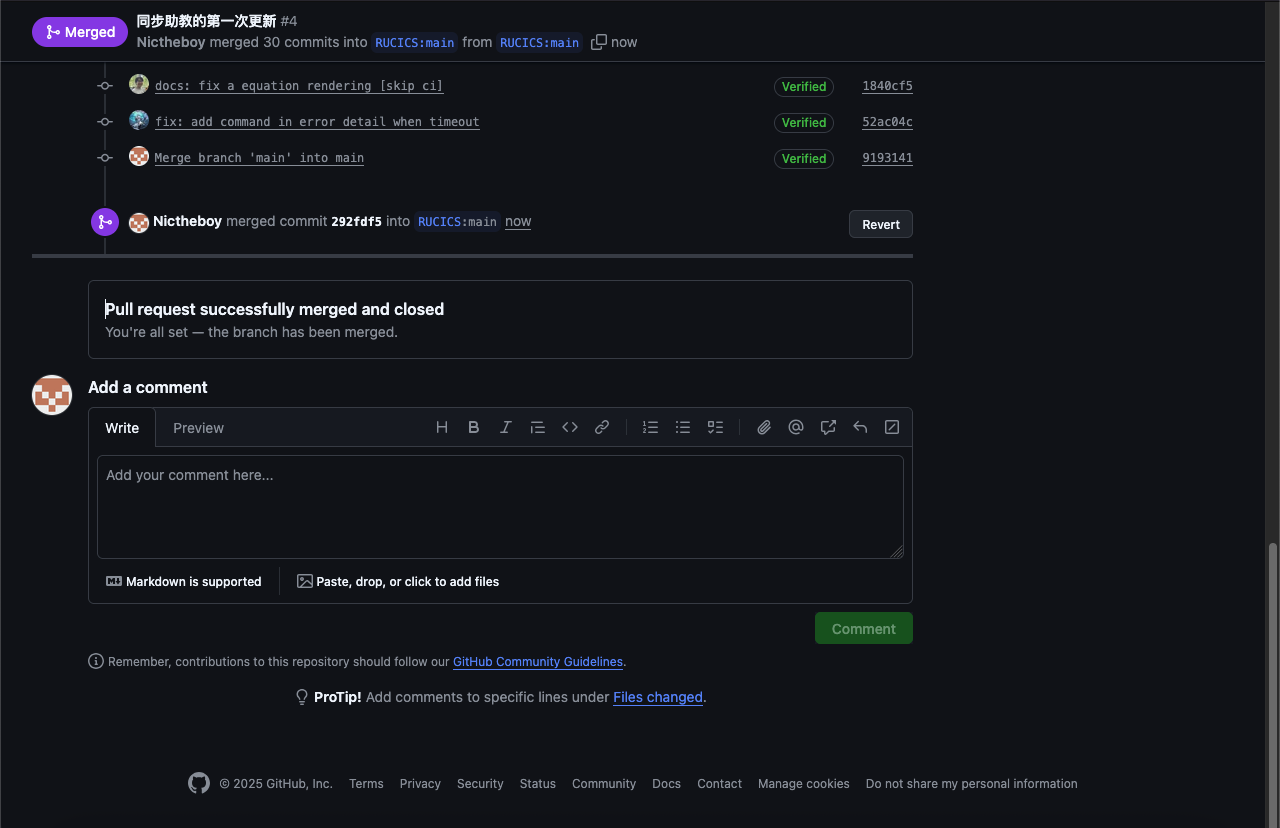 Merged
同步助教的第一次更新 #4
Nictheboy merged 30 commits into RUCICS:main from RUCICS:main now
docs: fix a equation rendering [skip ci] Verified 1840cf5
fix: add command in error detail when timeout Verified 52ac04c
Merge branch 'main' into main Verified 9193141
Nictheboy merged commit 292fdf5 into RUCICS:main now Revert
Pull request successfully merged and closed
You're all set — the branch has been merged.
Add a comment
Write Preview
Add your comment here...
Markdown is supported Paste, drop, or click to add files
Comment
Remember, contributions to this repository should follow our GitHub Community Guidelines.
ProTip! Add comments to specific lines under Files changed.
© 2025 GitHub, Inc. Terms Privacy Security Status Community Docs Contact Manage cookies Do not share my personal information